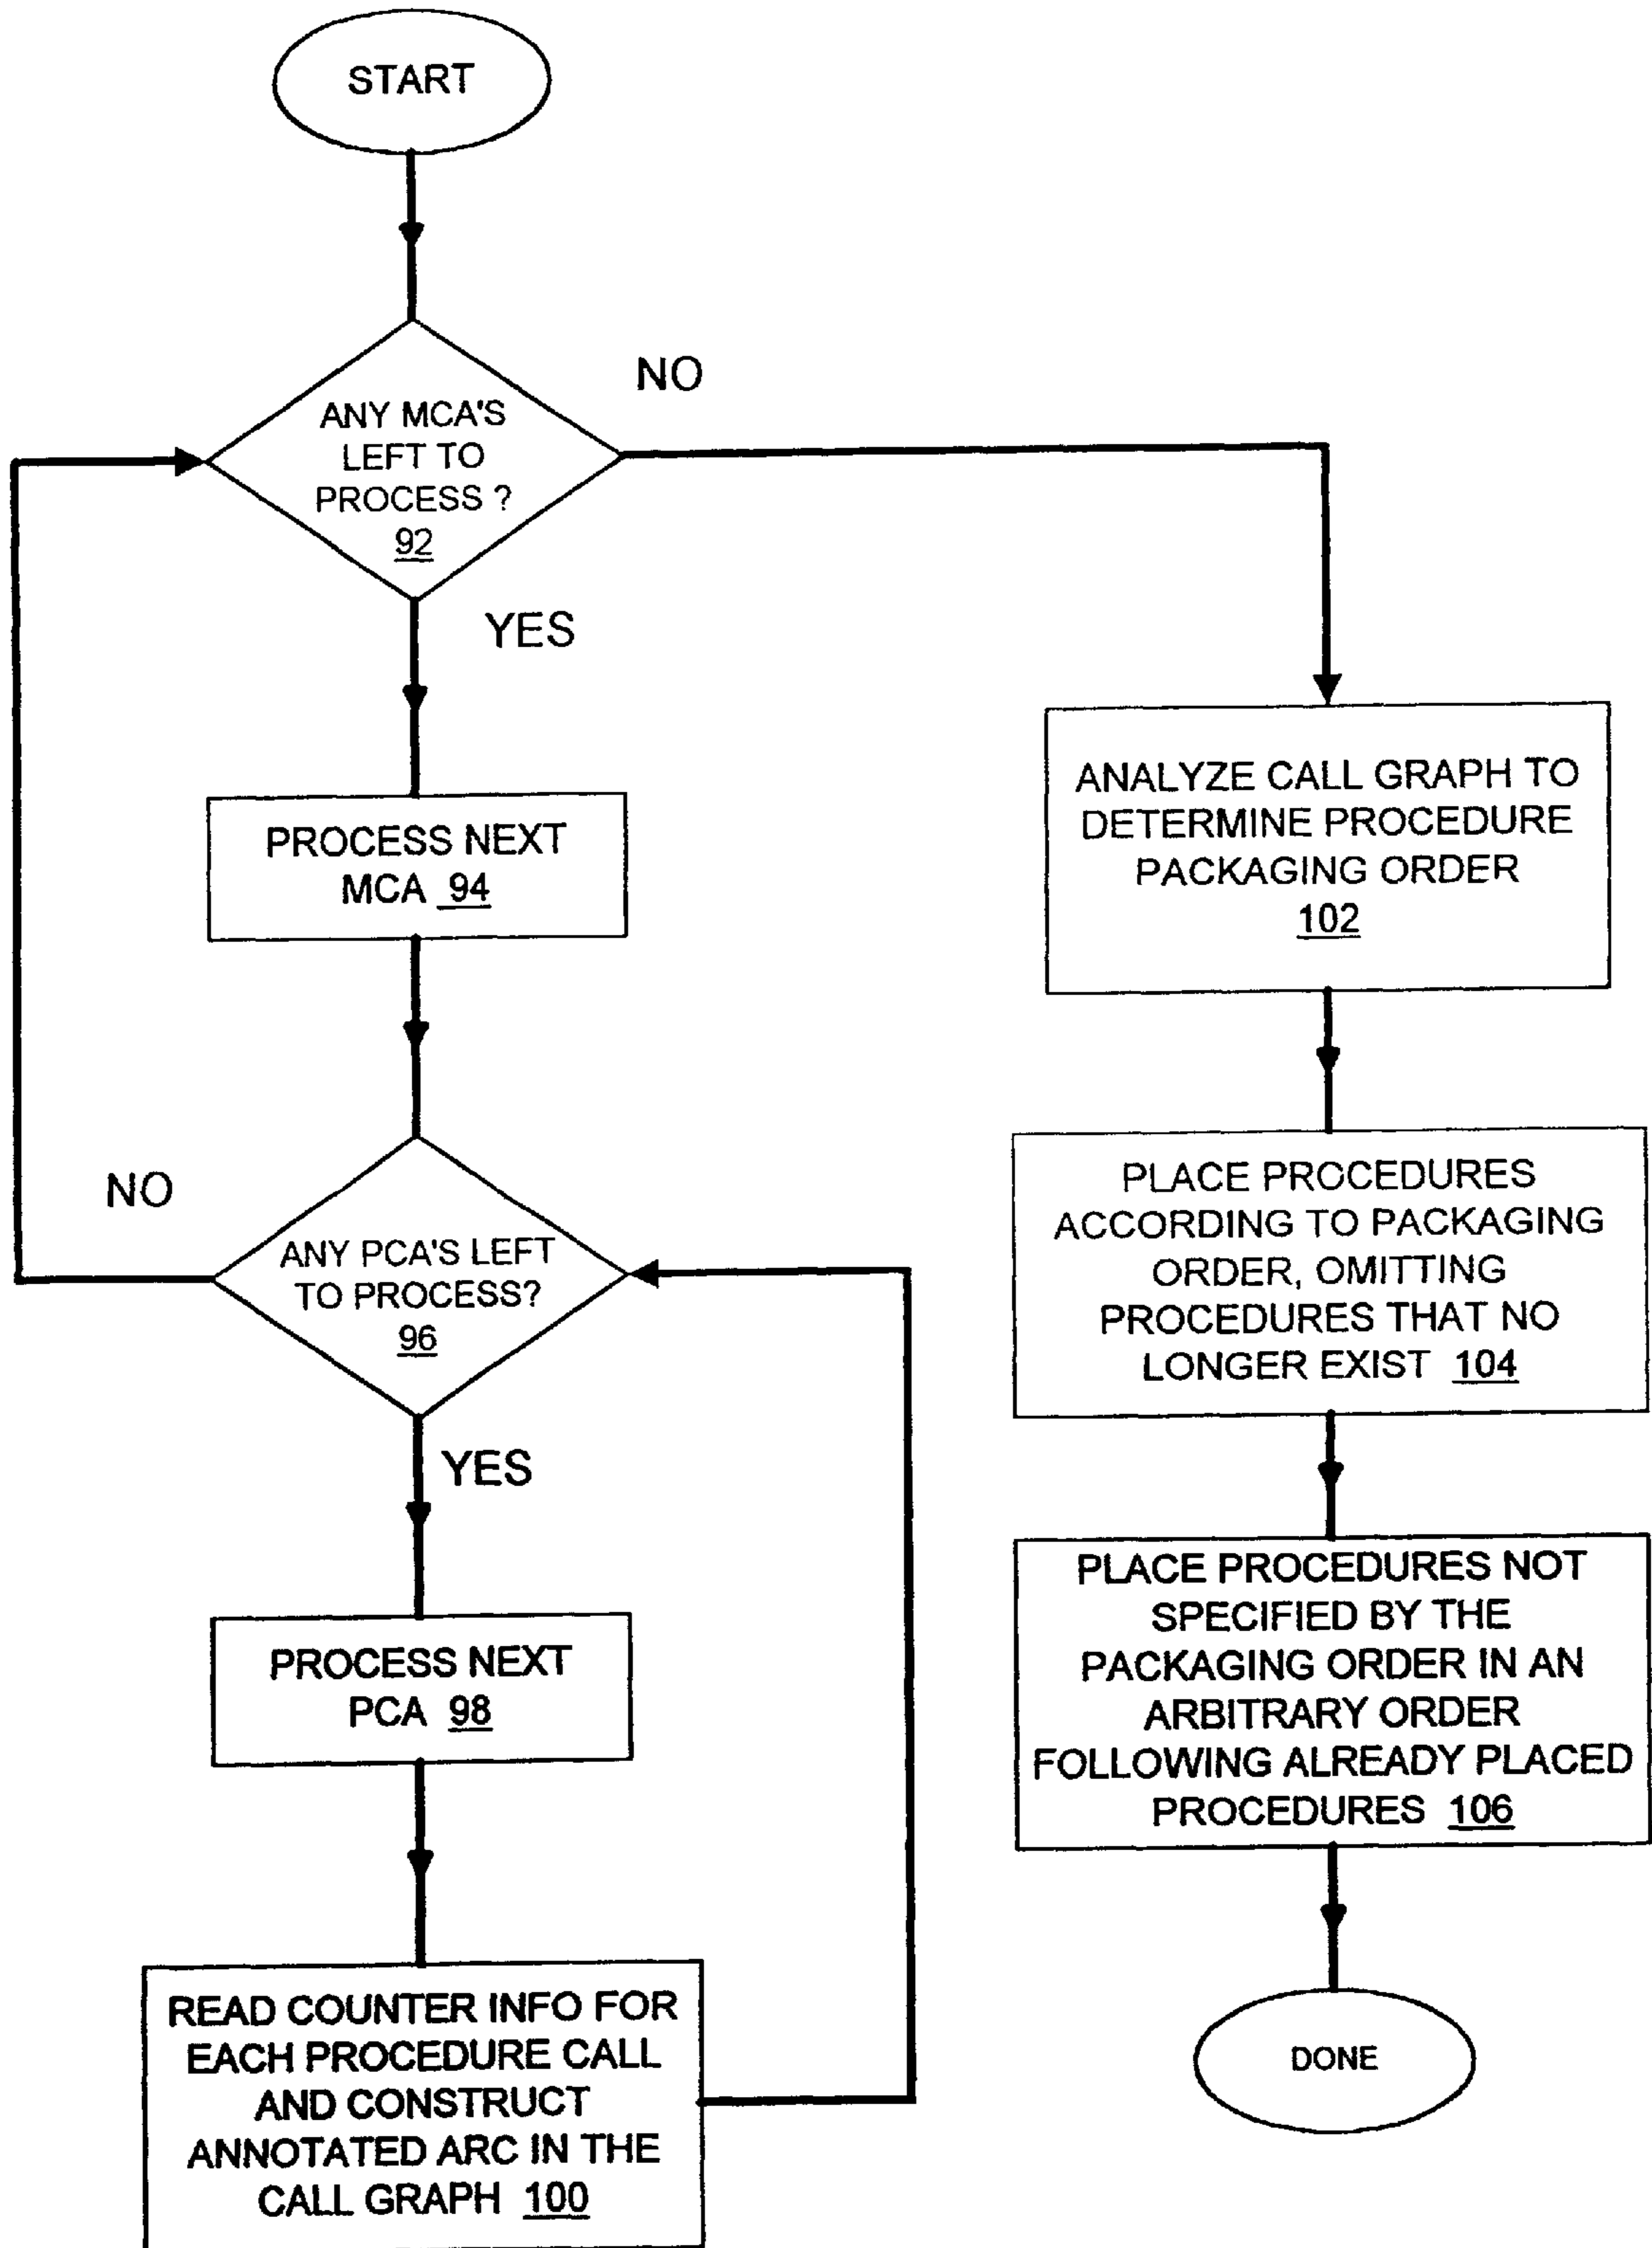 START
ANY MCA'S
LEFT TO
PROCESS ?
92
NO
YES
PROCESS NEXT
MCA 94
ANY PCA'S LEFT
TO PROCESS?
96
NO
YES
PROCESS NEXT
PCA 98
READ COUNTER INFO FOR
EACH PROCEDURE CALL
AND CONSTRUCT
ANNOTATED ARC IN THE
CALL GRAPH 100
ANALYZE CALL GRAPH TO
DETERMINE PROCEDURE
PACKAGING ORDER
102
PLACE PROCEDURES
ACCORDING TO PACKAGING
ORDER, OMITTING
PROCEDURES THAT NO
LONGER EXIST 104
PLACE PROCEDURES NOT
SPECIFIED BY THE
PACKAGING ORDER IN AN
ARBITRARY ORDER
FOLLOWING ALREADY PLACED
PROCEDURES 106
DONE